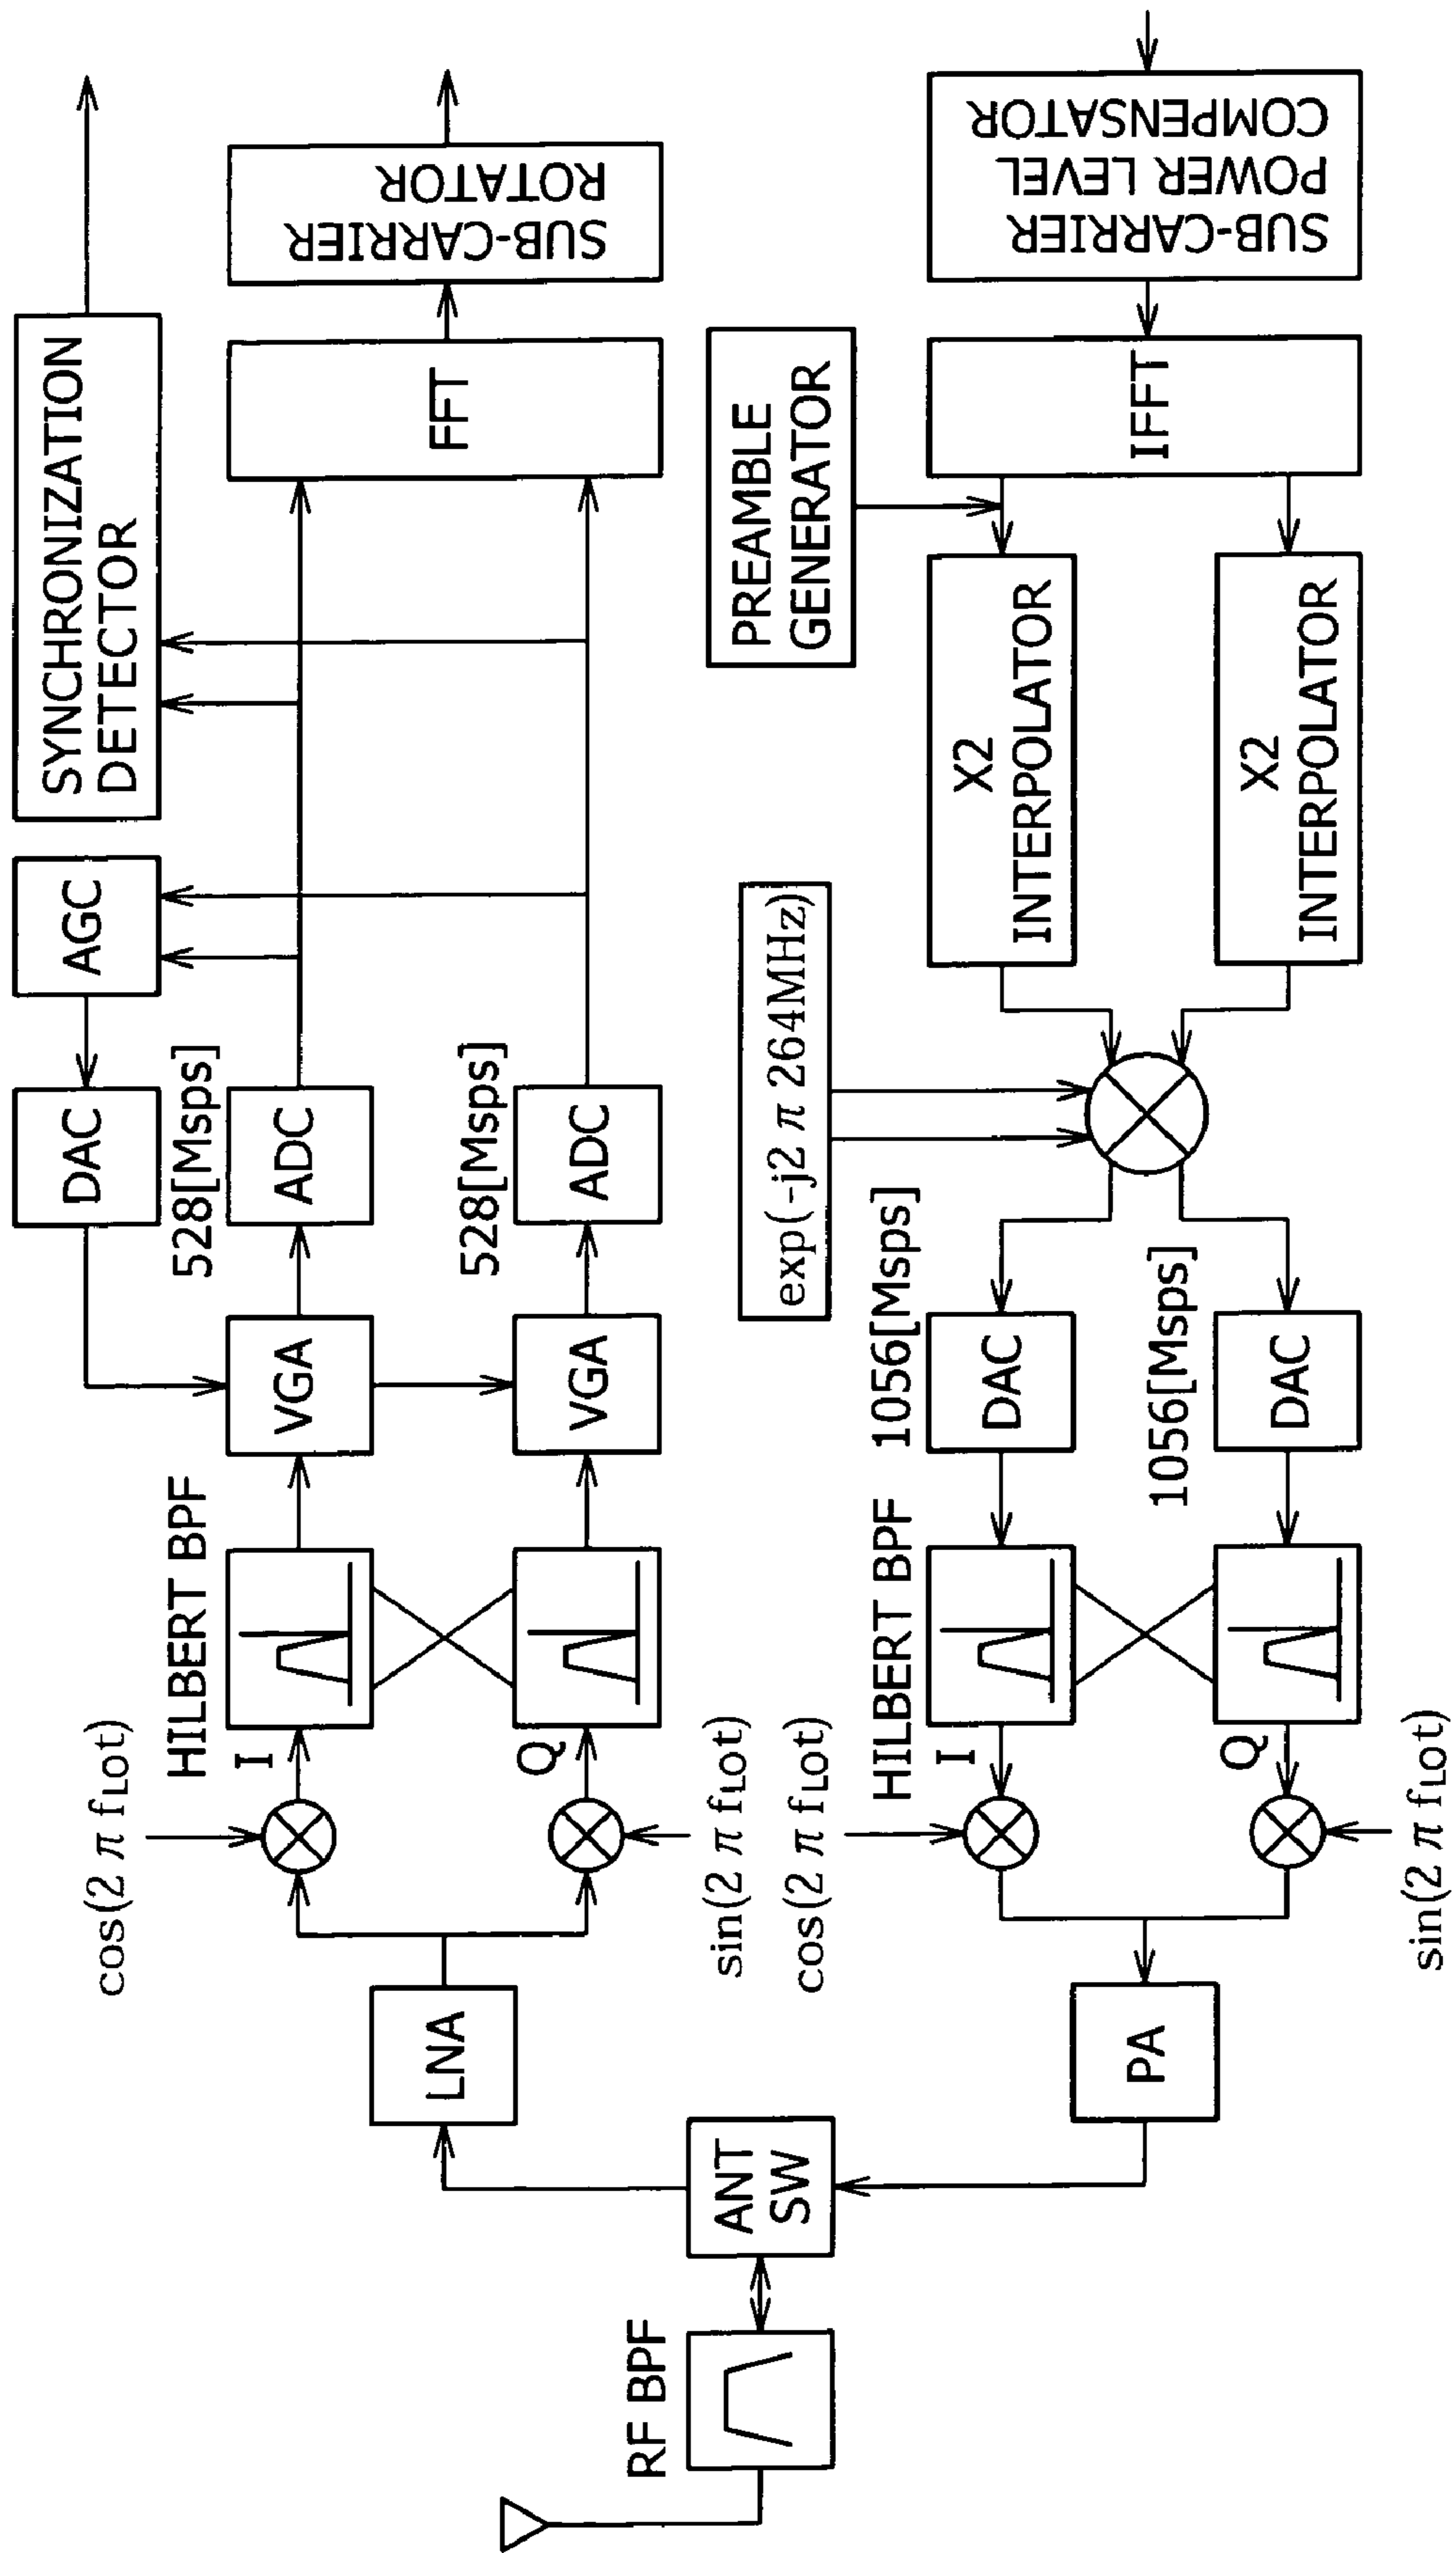 SYNCHRONIZATION
DETECTOR
AGC
DAC
528[Msps]
ADC
VGA
HILBERT BPF
I
cos(2 π fLOt)
SUB-CARRIER
ROTATOR
FFT
528[Msps]
ADC
VGA
Q
sin(2 π fLOt)
LNA
ANT
SW
RF BPF
PREAMBLE
GENERATOR
exp(-j2 π 264MHz)
SUB-CARRIER
POWER LEVEL
COMPENSATOR
IFFT
X2
INTERPOLATOR
X2
INTERPOLATOR
1056[Msps]
DAC
1056[Msps]
DAC
HILBERT BPF
I
Q
cos(2 π fLOt)
sin(2 π fLOt)
PA